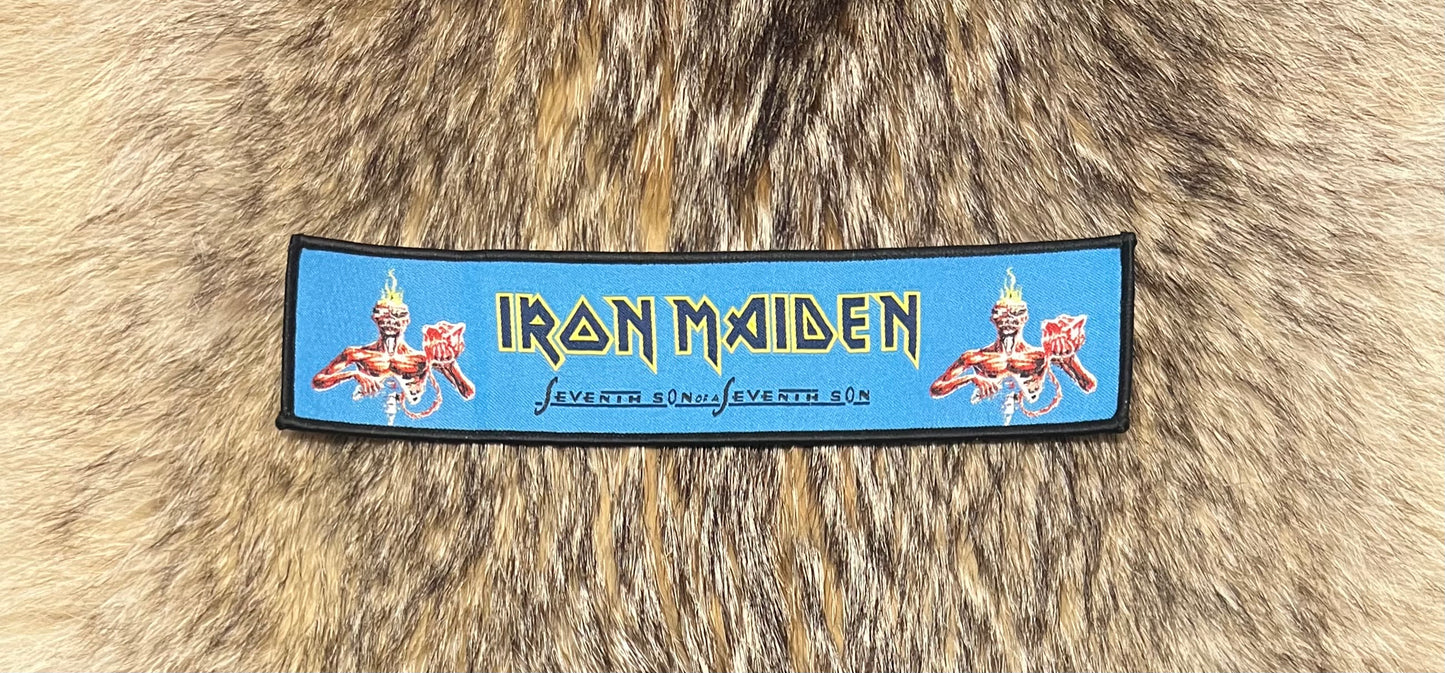 IRON MAIDEN
SEVENTH SON OF A SEVENTH SON